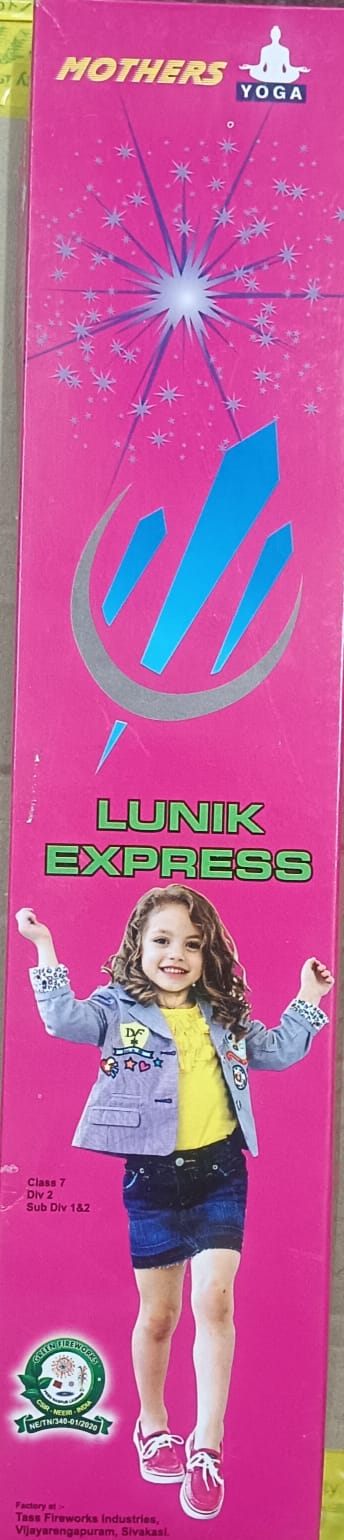 MOTHERS
YOGA
LUNIK
EXPRESS
DVF
Class 7
Div 2
Sub Div 1&2
GREEN FIREWORKS
CSIR - NEERI - INDIA
NE/TN/340-01/2020
Factory at :-
Tass Fireworks Industries,
Vijayarengapuram, Sivakasi.